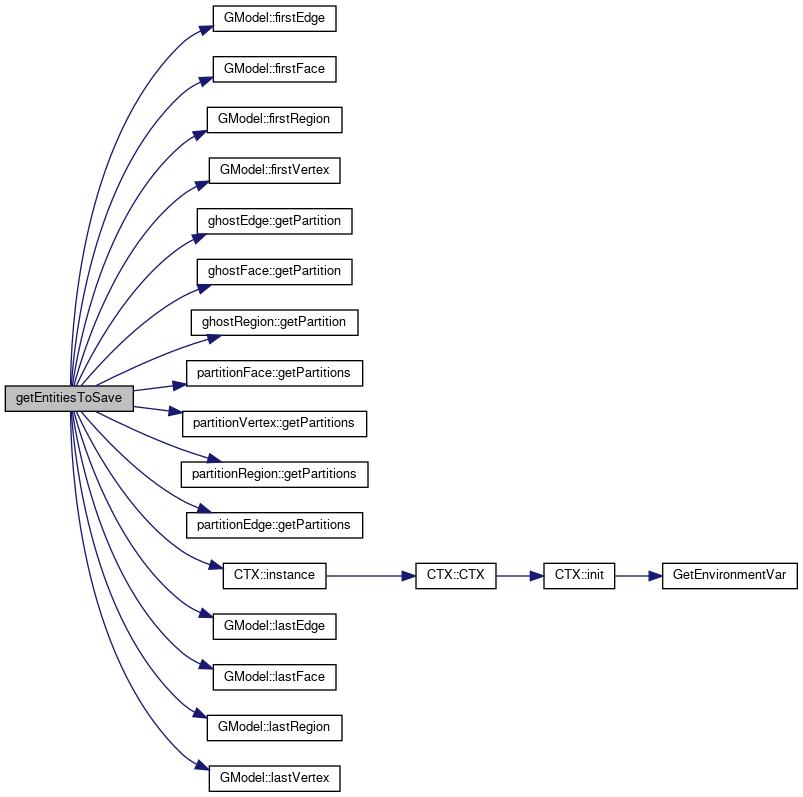 GModel::firstEdge
GModel::firstFace
GModel::firstRegion
GModel::firstVertex
ghostEdge::getPartition
ghostFace::getPartition
ghostRegion::getPartition
partitionFace::getPartitions
getEntitiesToSave
partitionVertex::getPartitions
partitionRegion::getPartitions
partitionEdge::getPartitions
CTX::instance
CTX::CTX
CTX::init
GetEnvironmentVar
GModel::lastEdge
GModel::lastFace
GModel::lastRegion
GModel::lastVertex